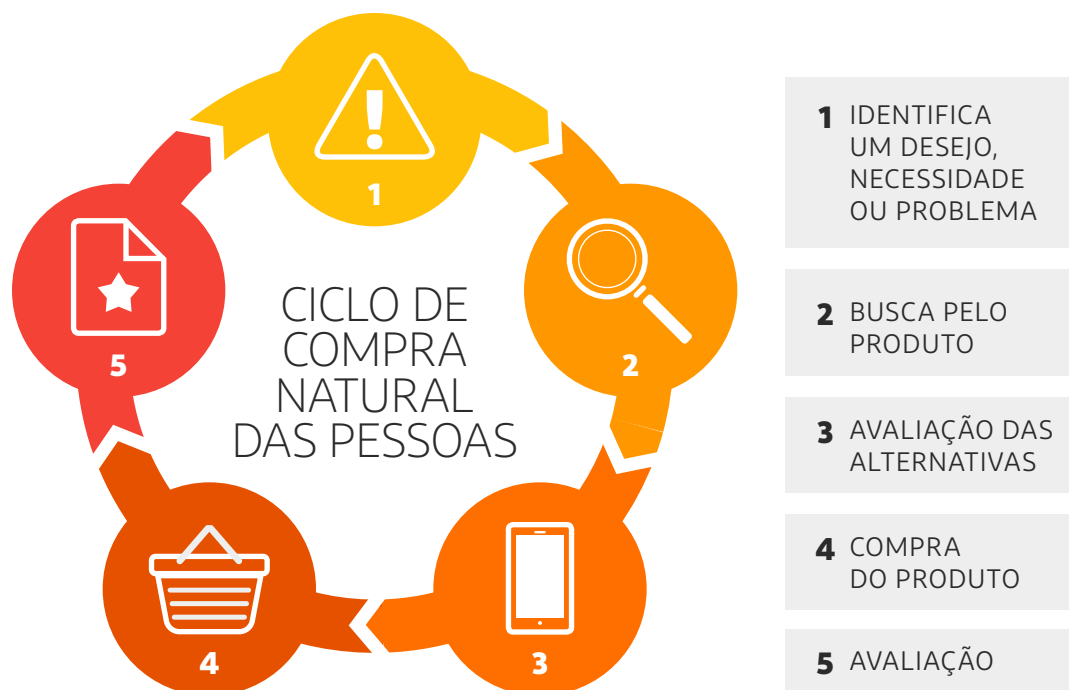 1
2
3
4
5
CICLO DE
COMPRA
NATURAL
DAS PESSOAS
1 IDENTIFICA
UM DESEJO,
NECESSIDADE
OU PROBLEMA
2 BUSCA PELO
PRODUTO
3 AVALIAÇÃO DAS
ALTERNATIVAS
4 COMPRA
DO PRODUTO
5 AVALIAÇÃO